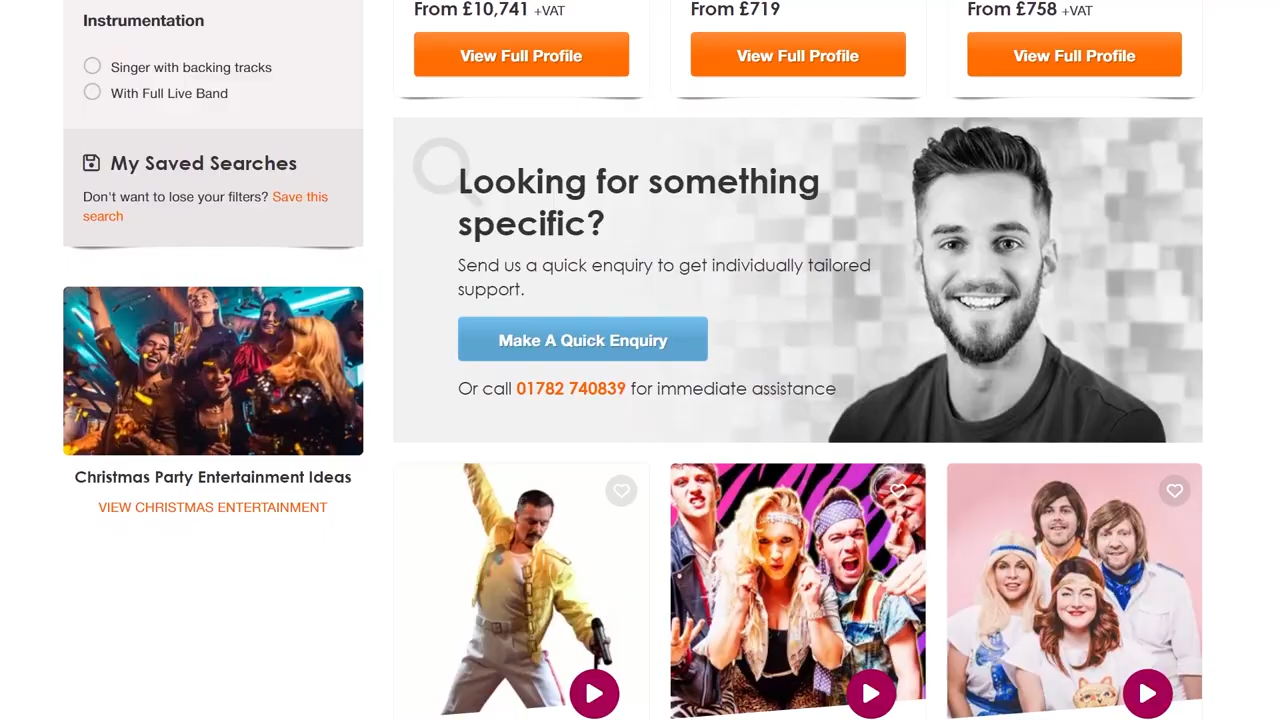 Instrumentation
Singer with backing tracks
With Full Live Band
My Saved Searches
Don't want to lose your filters? Save this
search
Christmas Party Entertainment Ideas
VIEW CHRISTMAS ENTERTAINMENT
From £10,741 +VAT
From £719
From £758 +VAT
View Full Profile
View Full Profile
View Full Profile
Looking for something
specific?
Send us a quick enquiry to get individually tailored
support.
Make A Quick Enquiry
Or call 01782 740839 for immediate assistance